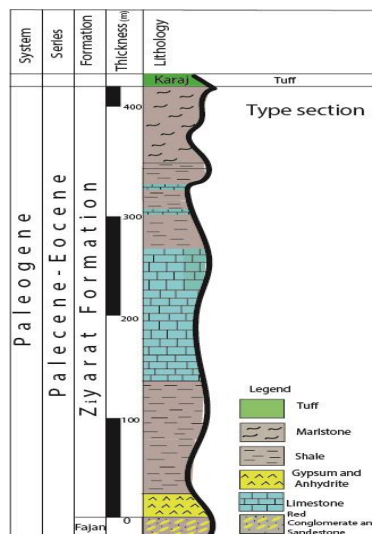 System
Series
Formation
Thickness (m)
Lithology
Karaj
Tuff
Type section
Paleogene
Palecene-Eocene
Ziyarat Formation
400
300
200
100
0
Fajan
Legend
Tuff
Marlstone
Shale
Gypsum and
Anhydrite
Limestone
Red
Conglomerate and
Sandestone